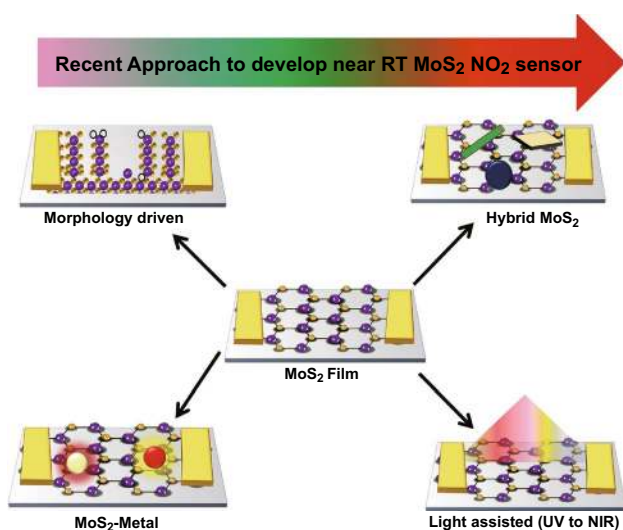 Recent Approach to develop near RT MoS₂ NO₂ sensor
Morphology driven
Hybrid MoS₂
MoS₂ Film
MoS₂-Metal
Light assisted (UV to NIR)